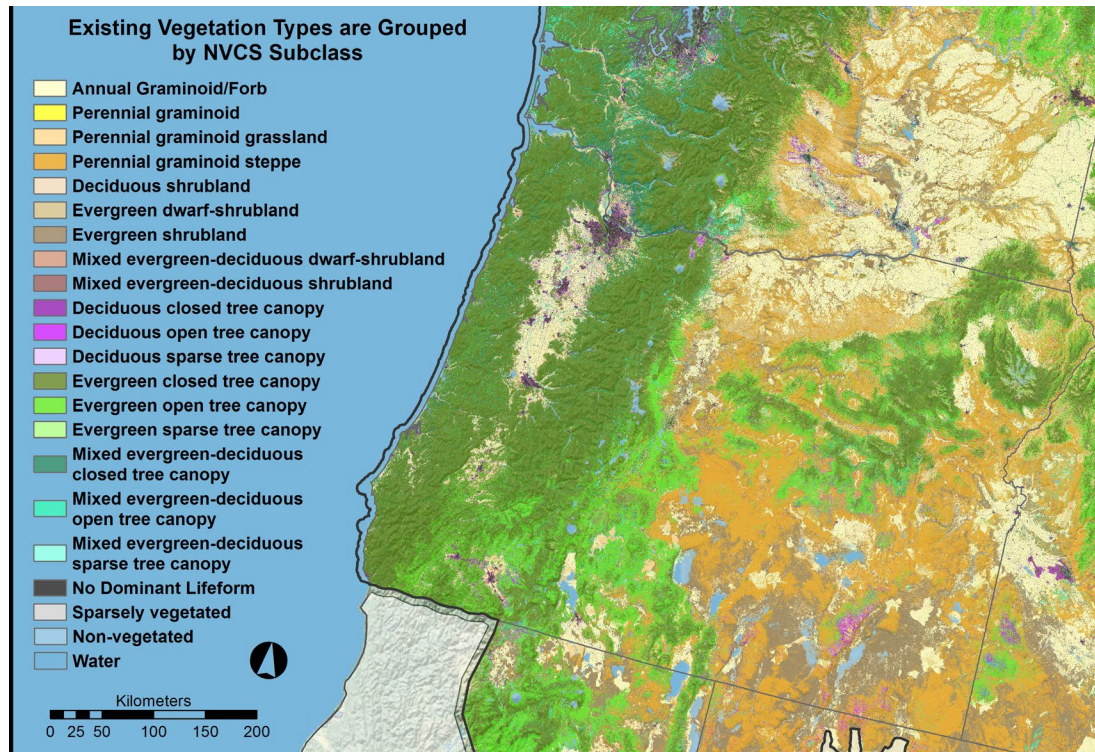 Existing Vegetation Types are Grouped
by NVCS Subclass
Annual Graminoid/Forb
Perennial graminoid
Perennial graminoid grassland
Perennial graminoid steppe
Deciduous shrubland
Evergreen dwarf-shrubland
Evergreen shrubland
Mixed evergreen-deciduous dwarf-shrubland
Mixed evergreen-deciduous shrubland
Deciduous closed tree canopy
Deciduous open tree canopy
Deciduous sparse tree canopy
Evergreen closed tree canopy
Evergreen open tree canopy
Evergreen sparse tree canopy
Mixed evergreen-deciduous
closed tree canopy
Mixed evergreen-deciduous
open tree canopy
Mixed evergreen-deciduous
sparse tree canopy
No Dominant Lifeform
Sparsely vegetated
Non-vegetated
Water
Kilometers
0 25 50 100 150 200